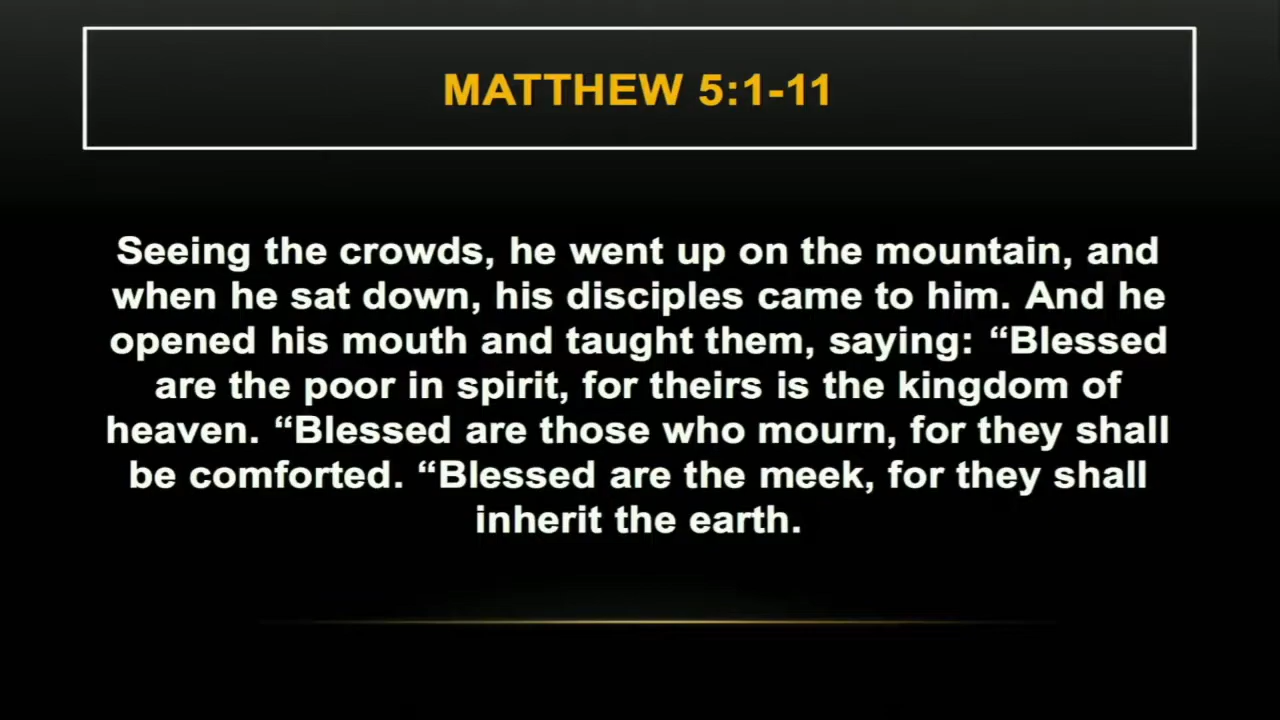 MATTHEW 5:1-11
Seeing the crowds, he went up on the mountain, and
when he sat down, his disciples came to him. And he
opened his mouth and taught them, saying: “Blessed
are the poor in spirit, for theirs is the kingdom of
heaven. “Blessed are those who mourn, for they shall
be comforted. “Blessed are the meek, for they shall
inherit the earth.